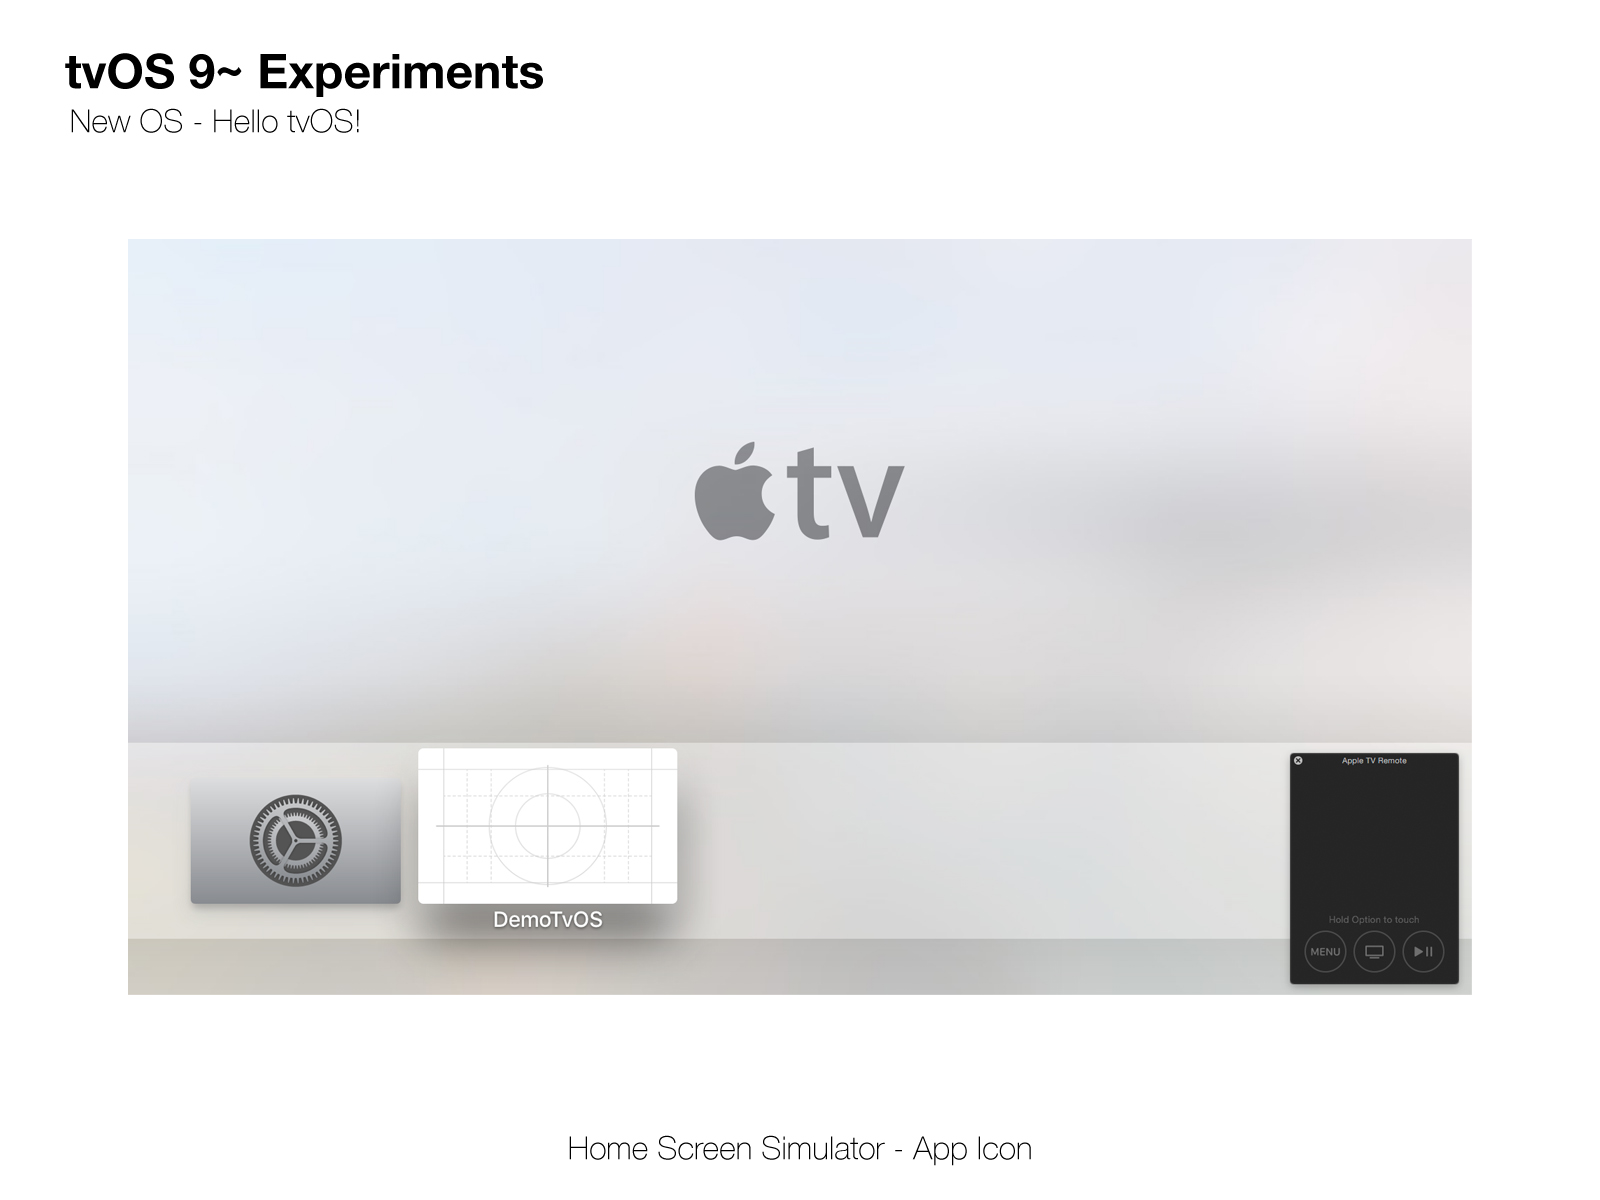 tvOS 9~ Experiments
New OS - Hello tvOS!
tv
DemoTvOS
Apple TV Remote
Hold Option to touch
MENU
Home Screen Simulator - App Icon